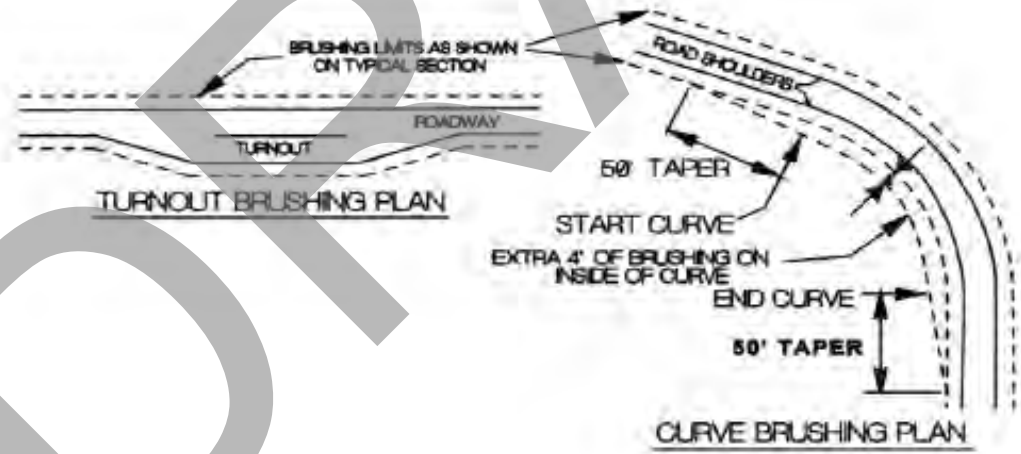 BRUSHING LIMITS AS SHOWN
ON TYPICAL SECTION
ROADWAY
TURNOUT
TURNOUT BRUSHING PLAN
ROAD SHOULDERS
50' TAPER
START CURVE
EXTRA 4' OF BRUSHING ON
INSIDE OF CURVE
END CURVE
50' TAPER
CURVE BRUSHING PLAN